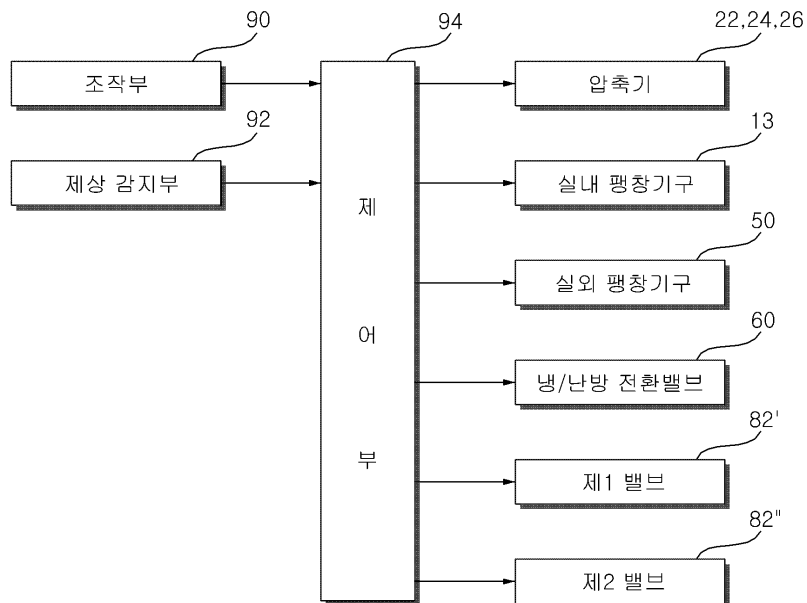 90
조작부
92
제상 감지부
94
제
어
부
22,24,26
압축기
13
실내 팽창기구
50
실외 팽창기구
60
냉/난방 전환밸브
82'
제1 밸브
82"
제2 밸브